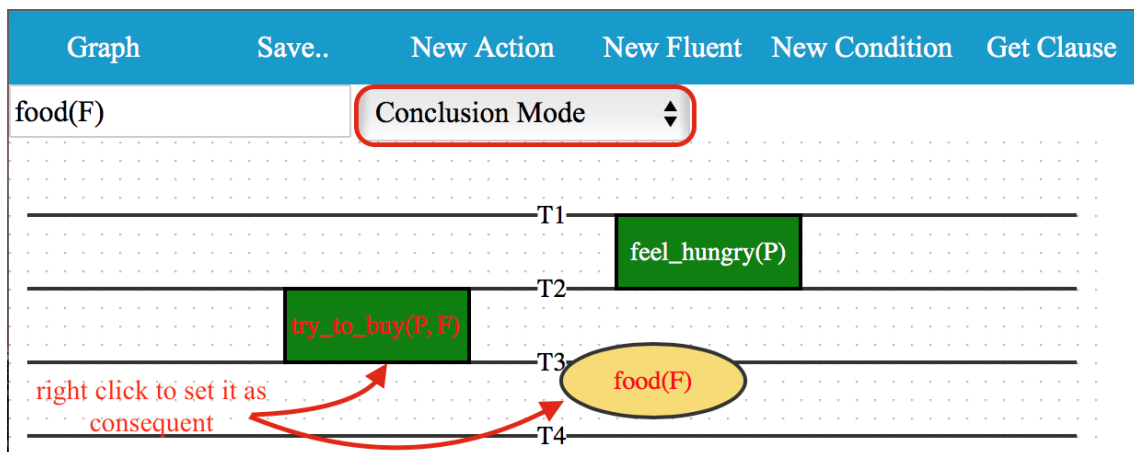 Graph Save.. New Action New Fluent New Condition Get Clause
food(F) Conclusion Mode
T1
feel_hungry(P)
T2
try_to_buy(P, F)
T3
food(F)
right click to set it as
consequent
T4